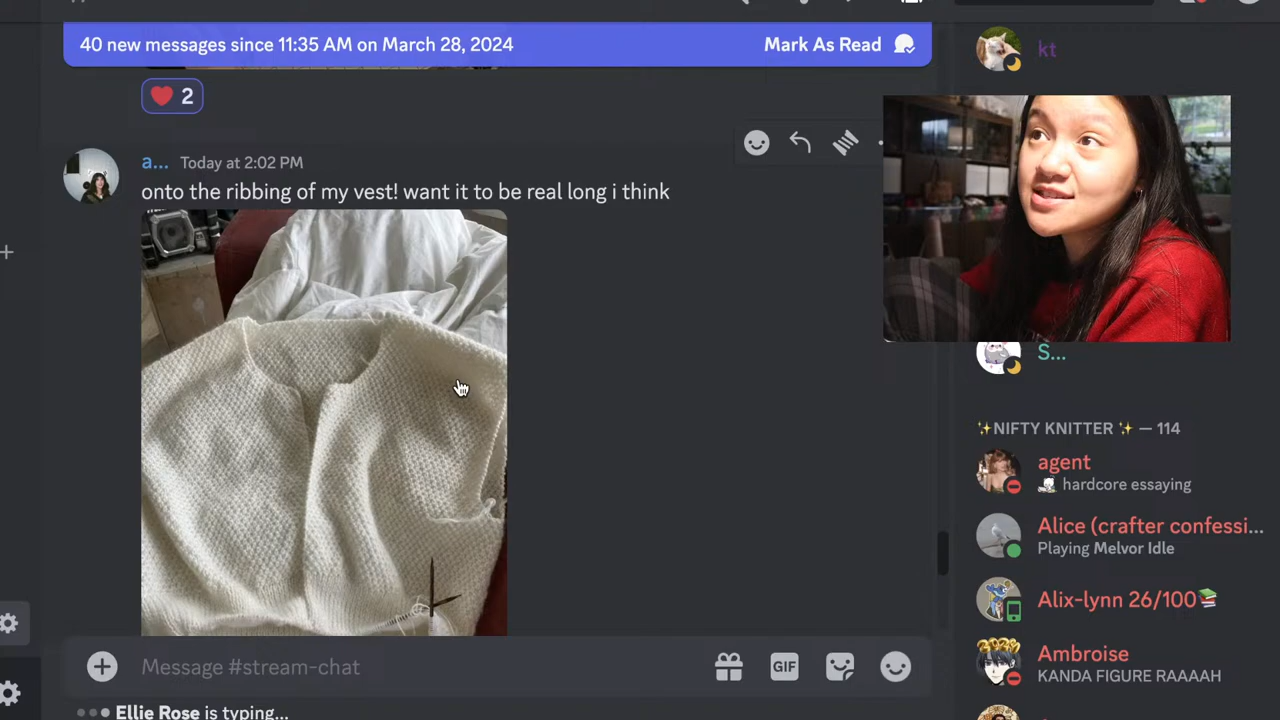 40 new messages since 11:35 AM on March 28, 2024
Mark As Read
2
a... Today at 2:02 PM
onto the ribbing of my vest! want it to be real long i think
Message #stream-chat
GIF
Ellie Rose is typing...
kt
S...
✨NIFTY KNITTER ✨ — 114
agent
hardcore essaying
Alice (crafter confessi...
Playing Melvor Idle
Alix-lynn 26/100📚
Ambroise
KANDA FIGURE RAAAAH